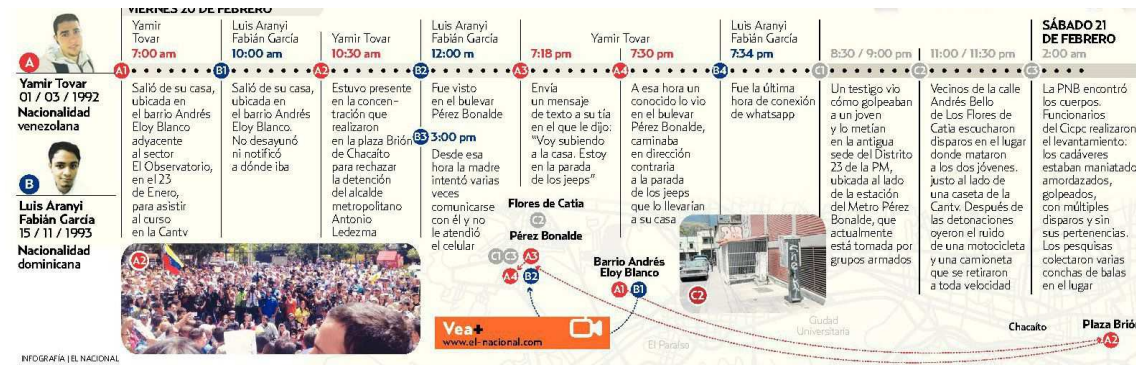 VIERNES 20 DE FEBRERO
A
Yamir Tovar
01 / 03 / 1992
Nacionalidad
venezolana
B
Luis Aranyi
Fabián García
15 / 11 / 1993
Nacionalidad
dominicana
Yamir
Tovar
7:00 am
A1
Salió de su casa,
ubicada en
el barrio Andrés
Eloy Blanco
adyacente
al sector
El Observatorio,
en el 23
de Enero,
para asistir
al curso
en la Cantv
Luis Aranyi
Fabián García
10:00 am
B1
Salió de su casa,
ubicada en
el barrio Andrés
Eloy Blanco.
No desayunó
ni notificó
a dónde iba
Yamir Tovar
10:30 am
A2
Estuvo presente
en la concen-
tración que
realizaron
en la plaza Brión
de Chacaíto
para rechazar
la detención
del alcalde
metropolitano
Antonio
Ledezma
Luis Aranyi
Fabián García
12:00 m
B2
Fue visto
en el bulevar
Pérez Bonalde
B3 3:00 pm
Desde esa
hora la madre
intentó varias
veces
comunicarse
con él y no
le atendió
el celular
Yamir Tovar
7:18 pm
A3
Envía
un mensaje
de texto a su tía
en el que le dijo:
"Voy subiendo
a la casa. Estoy
en la parada
de los jeeps"
7:30 pm
A4
A esa hora un
conocido lo vio
en el bulevar
Pérez Bonalde,
caminaba
en dirección
contraria
a la parada
de los jeeps
que lo llevarían
a su casa
Luis Aranyi
Fabián García
7:34 pm
B4
Fue la última
hora de conexión
de whatsapp
8:30 / 9:00 pm
C1
Un testigo vio
cómo golpeaban
a un joven
y lo metían
en la antigua
sede del Distrito
23 de la PM,
ubicada al lado
de la estación
del Metro Pérez
Bonalde, que
actualmente
está tomada por
grupos armados
11:00 / 11:30 pm
C2
Vecinos de la calle
Andrés Bello
de Los Flores de
Catia escucharon
disparos en el lugar
donde mataron
a los dos jóvenes.
justo al lado de
una caseta de la
Cantv. Después de
las detonaciones
oyeron el ruido
de una motocicleta
y una camioneta
que se retiraron
a toda velocidad
SÁBADO 21
DE FEBRERO
2:00 am
C3
La PNB encontró
los cuerpos.
Funcionarios
del Cicpc realizaron
el levantamiento:
los cadáveres
estaban maniatados
amordazados,
golpeados,
con múltiples
disparos y sin
sus pertenencias.
Los pesquisas
colectaron varias
conchas de balas
en el lugar
A2
Flores de Catia
C2
Pérez Bonalde
C1 C3 A3
A4 B2
Barrio Andrés
Eloy Blanco
A1 B1
C2
Vea+
www.el-nacional.com
El Paraíso
Ciudad
Universitaria
Chacaíto
Plaza Brión
A2
INFOGRAFÍA | EL NACIONAL